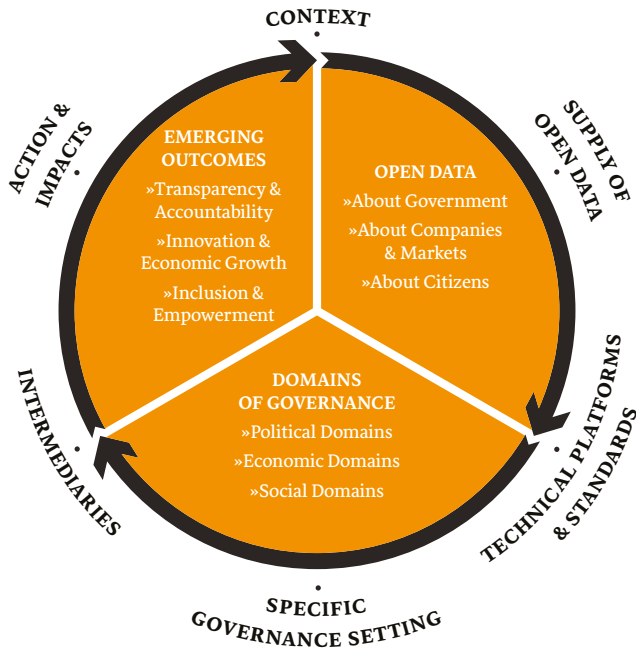 CONTEXT
SUPPLY OF
OPEN DATA
TECHNICAL PLATFORMS
& STANDARDS
SPECIFIC
GOVERNANCE SETTING
INTERMEDIARIES
ACTION &
IMPACTS
EMERGING
OUTCOMES
»Transparency &
Accountability
»Innovation &
Economic Growth
»Inclusion &
Empowerment
OPEN DATA
»About Government
»About Companies
& Markets
»About Citizens
DOMAINS
OF GOVERNANCE
»Political Domains
»Economic Domains
»Social Domains